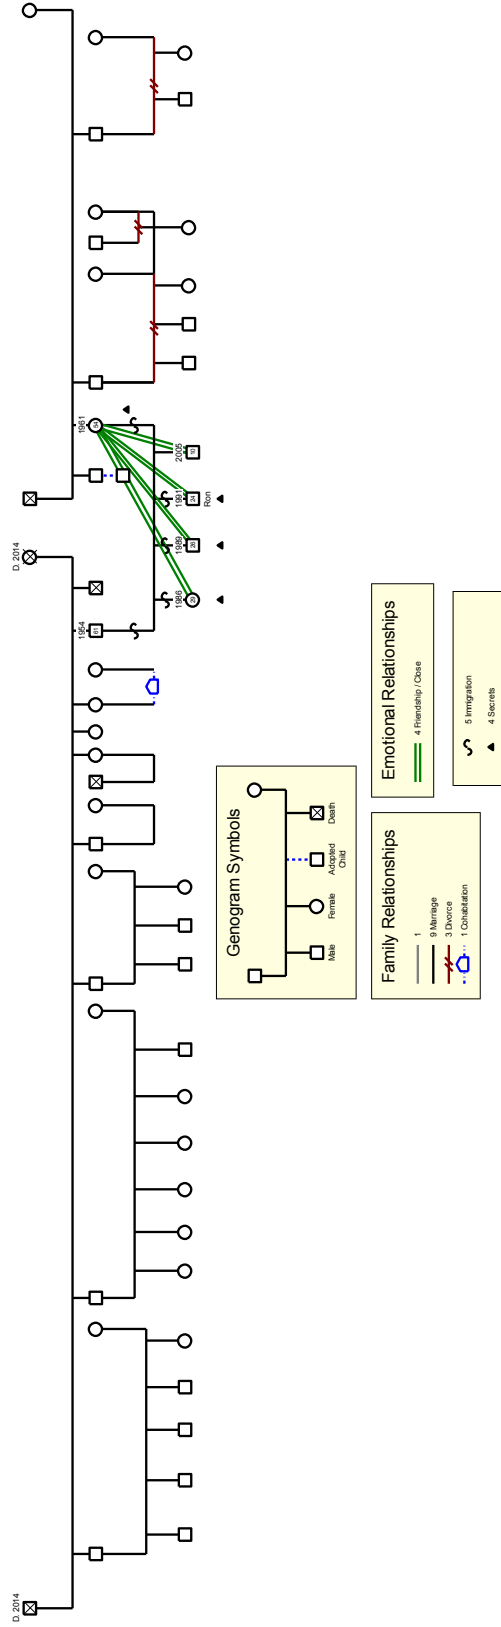 D. 2014
D. 2014
1954
61
1961
54
1986
29
1989
26
1991
24
Ron
2005
10
Genogram Symbols
Male
Female
Adopted
Child
Death
Family Relationships
1
9 Marriage
3 Divorce
1 Cohabitation
Emotional Relationships
4 Friendship / Close
5 Immigration
4 Secrets